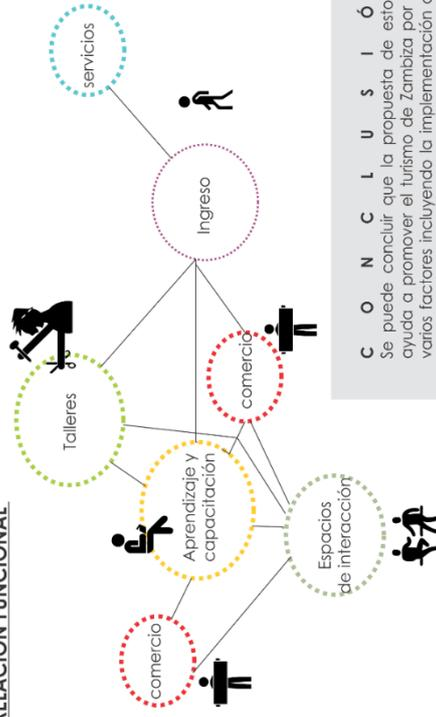 servicios
Ingreso
Talleres
comercio
Aprendizaje y
capacitación
Espacios
de interacción
comercio
FUNCIONAL
C O N C L U S I Ó
Se puede concluir que la propuesta de esto
ayuda a promover el turismo de Zambiza por
varios factores incluyendo la implementación